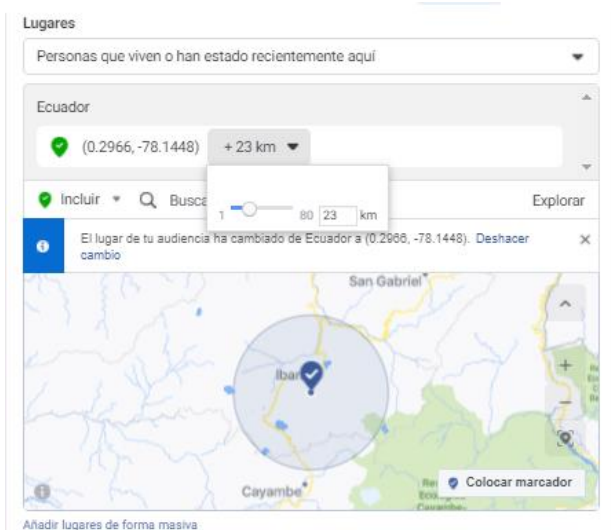 Lugares
Personas que viven o han estado recientemente aquí
Ecuador
(0.2966, -78.1448) + 23 km
Incluir Busca
1 80 23 km
Explorar
El lugar de tu audiencia ha cambiado de Ecuador a (0.2966, -78.1448). Deshacer
cambio
San Gabriel
Ibar
Cayambe
Colocar marcador
Añadir lugares de forma masiva